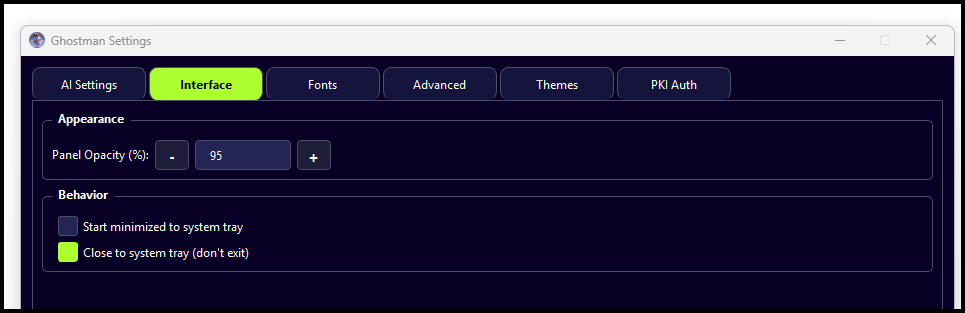 Ghostman Settings
AI Settings Interface Fonts Advanced Themes PKI Auth
Appearance
Panel Opacity (%): - 95 +
Behavior
Start minimized to system tray
Close to system tray (don't exit)